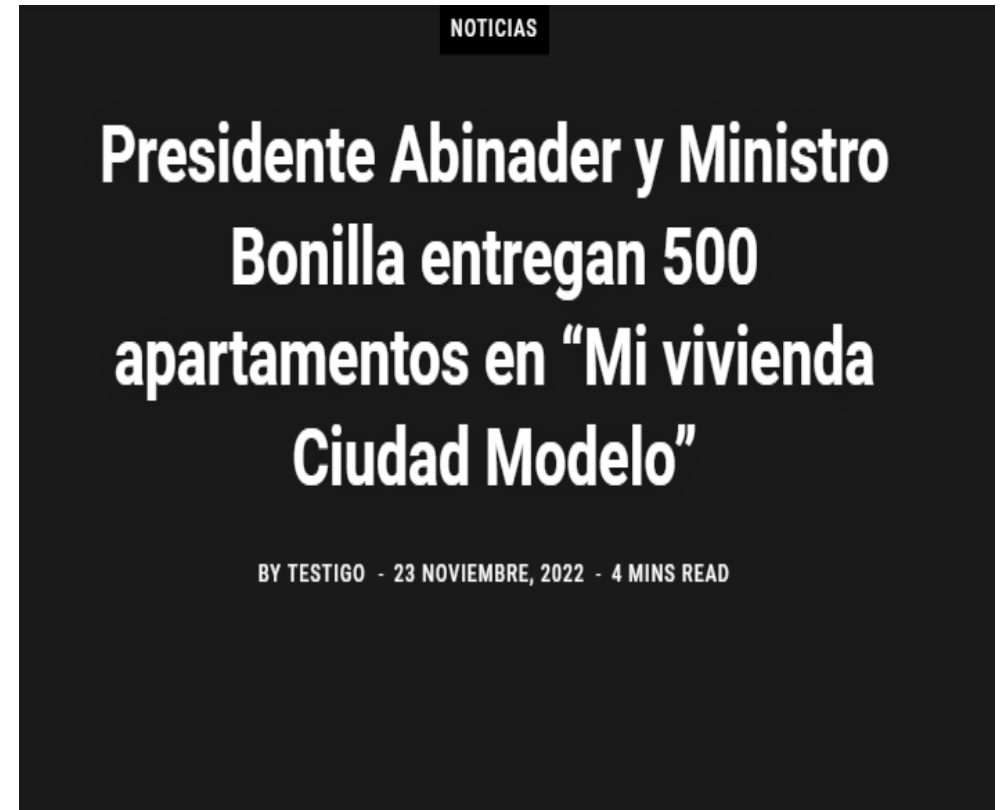 NOTICIAS
Presidente Abinader y Ministro
Bonilla entregan 500
apartamentos en “Mi vivienda
Ciudad Modelo”
BY TESTIGO - 23 NOVIEMBRE, 2022 - 4 MINS READ